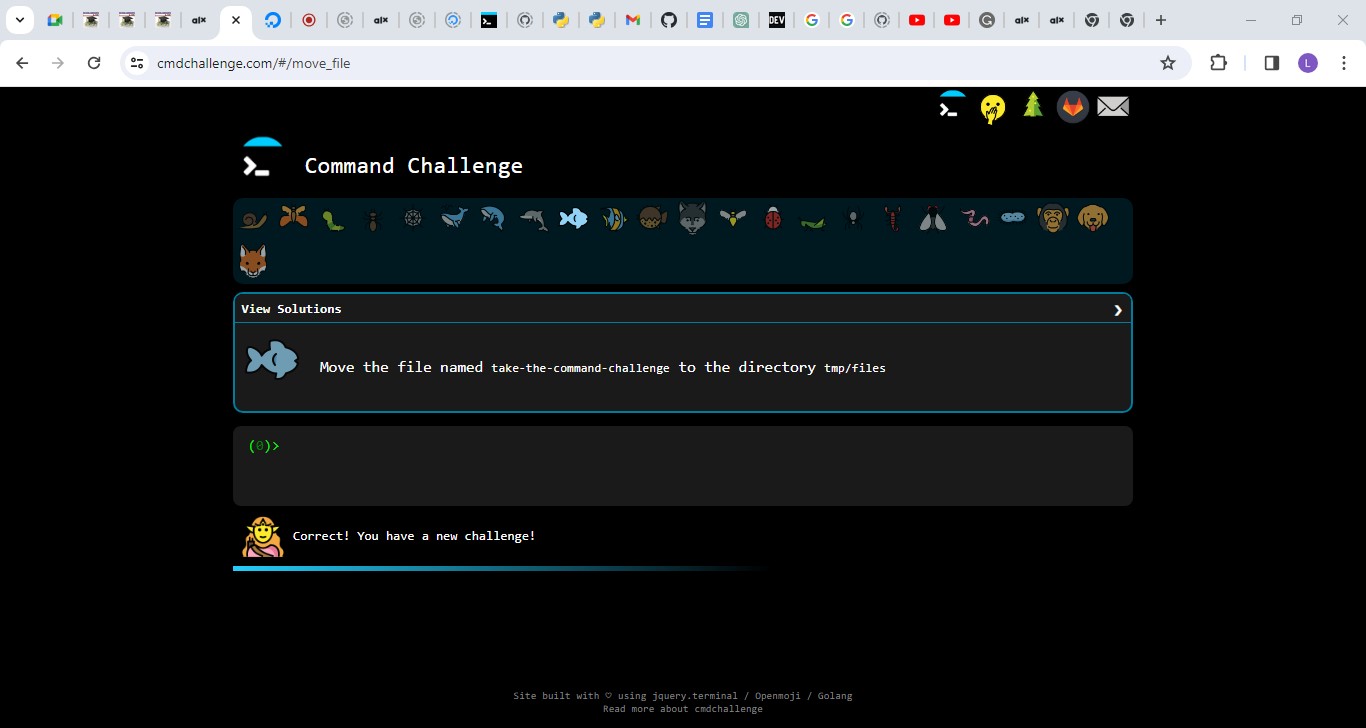 alx
alx
DEV
alx
alx
cmdchallenge.com/#/move_file
L
Command Challenge
View Solutions
Move the file named take-the-command-challenge to the directory tmp/files
(0)>
Correct! You have a new challenge!
Site built with ♡ using jquery.terminal / Openmoji / Golang
Read more about cmdchallenge